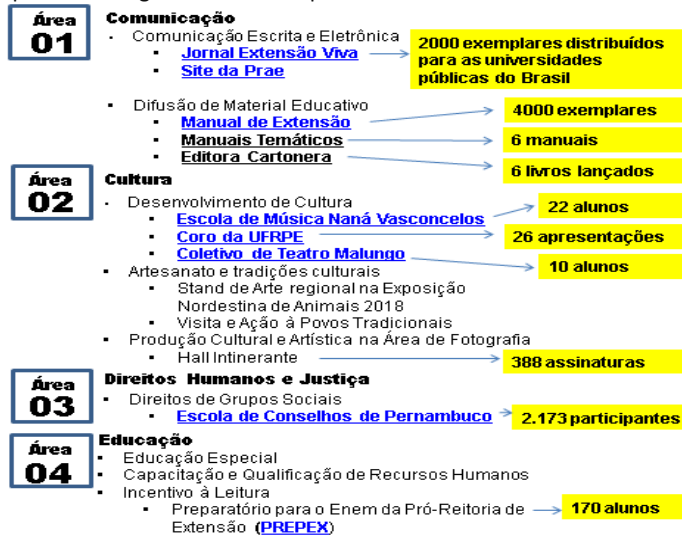 Área
01
Comunicação
Comunicação Escrita e Eletrônica
Jornal Extensão Viva
2000 exemplares distribuídos
para as universidades
públicas do Brasil
Site da Prae
Difusão de Material Educativo
Manual de Extensão
4000 exemplares
Manuais Temáticos
6 manuais
Editora Cartonera
6 livros lançados
Área
02
Cultura
Desenvolvimento de Cultura
Escola de Música Naná Vasconcelos
22 alunos
Coro da UFRPE
26 apresentações
Coletivo de Teatro Malungo
10 alunos
Artesanato e tradições culturais
Stand de Arte regional na Exposição
Nordestina de Animais 2018
Visita e Ação à Povos Tradicionais
Produção Cultural e Artística na Área de Fotografia
Hall Intinerante
388 assinaturas
Área
03
Direitos Humanos e Justiça
Direitos de Grupos Sociais
Escola de Conselhos de Pernambuco
2.173 participantes
Área
04
Educação
Educação Especial
Capacitação e Qualificação de Recursos Humanos
Incentivo à Leitura
Preparatório para o Enem da Pró-Reitoria de
Extensão (PREPEX)
170 alunos